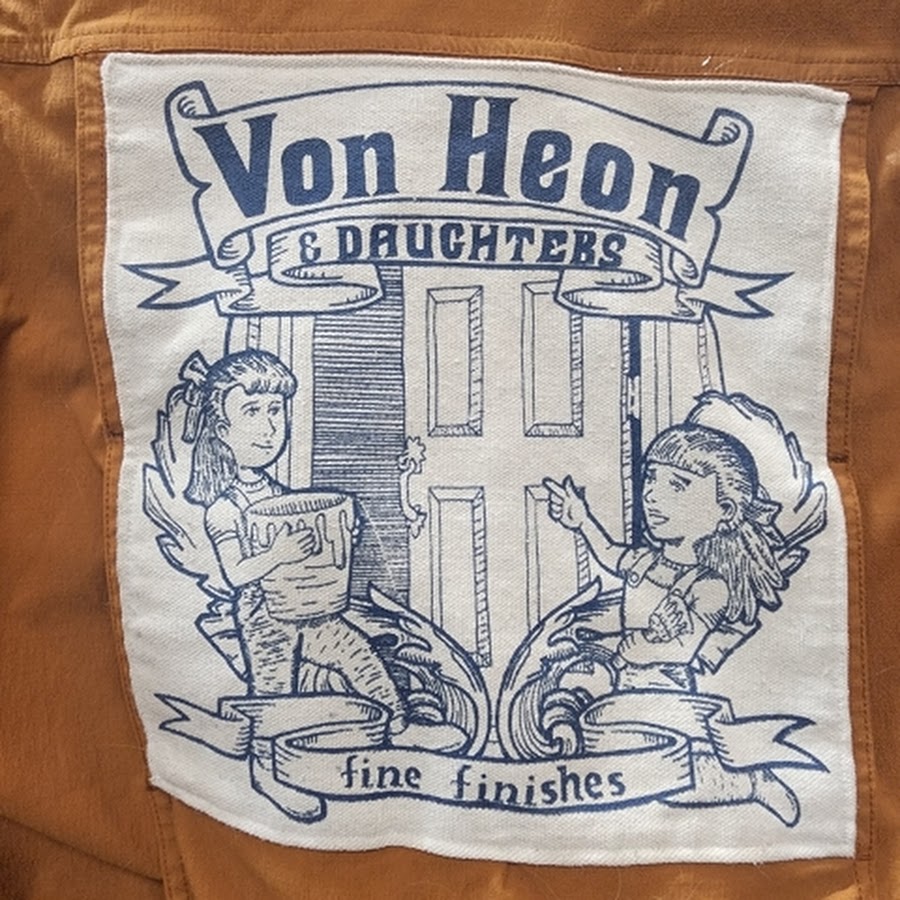 Von Heon
& DAUGHTERS
fine finishes